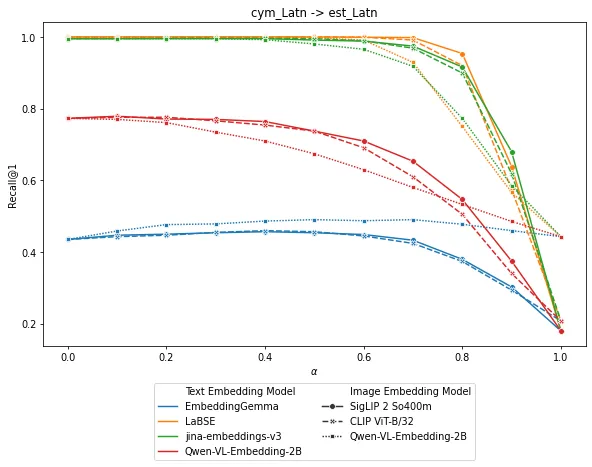 cym_Latn -> est_Latn
Recall@1
1.0
0.8
0.6
0.4
0.2
0.0 0.2 0.4 0.6 0.8 1.0
α
Text Embedding Model Image Embedding Model
EmbeddingGemma SigLIP 2 So400m
LaBSE CLIP ViT-B/32
jina-embeddings-v3 Qwen-VL-Embedding-2B
Qwen-VL-Embedding-2B